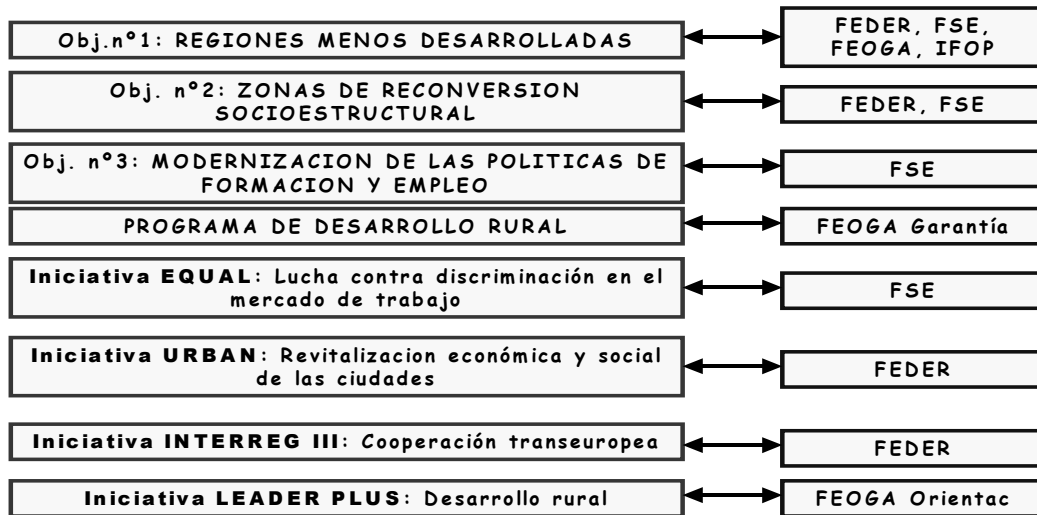 Obj.nº1: REGIONES MENOS DESARROLLADAS
FEDER, FSE,
FEOGA, IFOP
Obj. nº2: ZONAS DE RECONVERSION
SOCIOESTRUCTURAL
FEDER, FSE
Obj. nº3: MODERNIZACION DE LAS POLITICAS DE
FORMACION Y EMPLEO
FSE
PROGRAMA DE DESARROLLO RURAL
FEOGA Garantía
Iniciativa EQUAL: Lucha contra discriminación en el
mercado de trabajo
FSE
Iniciativa URBAN: Revitalizacion económica y social
de las ciudades
FEDER
Iniciativa INTERREG III: Cooperación transeuropea
FEDER
Iniciativa LEADER PLUS: Desarrollo rural
FEOGA Orientac